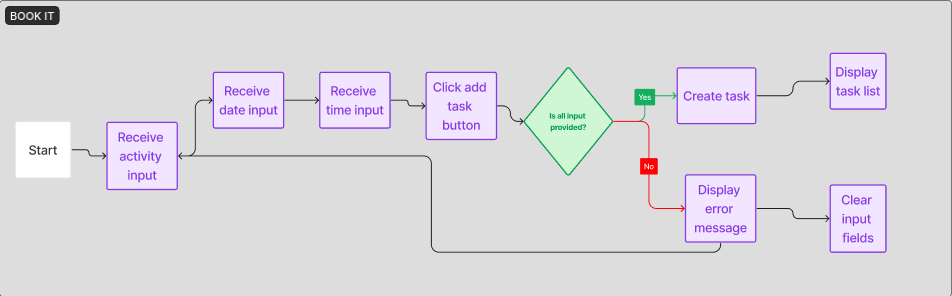 BOOK IT
Start
Receive
activity
input
Receive
date input
Receive
time input
Click add
task
button
Is all input
provided?
Yes
Create task
Display
task list
No
Display
error
message
Clear
input
fields